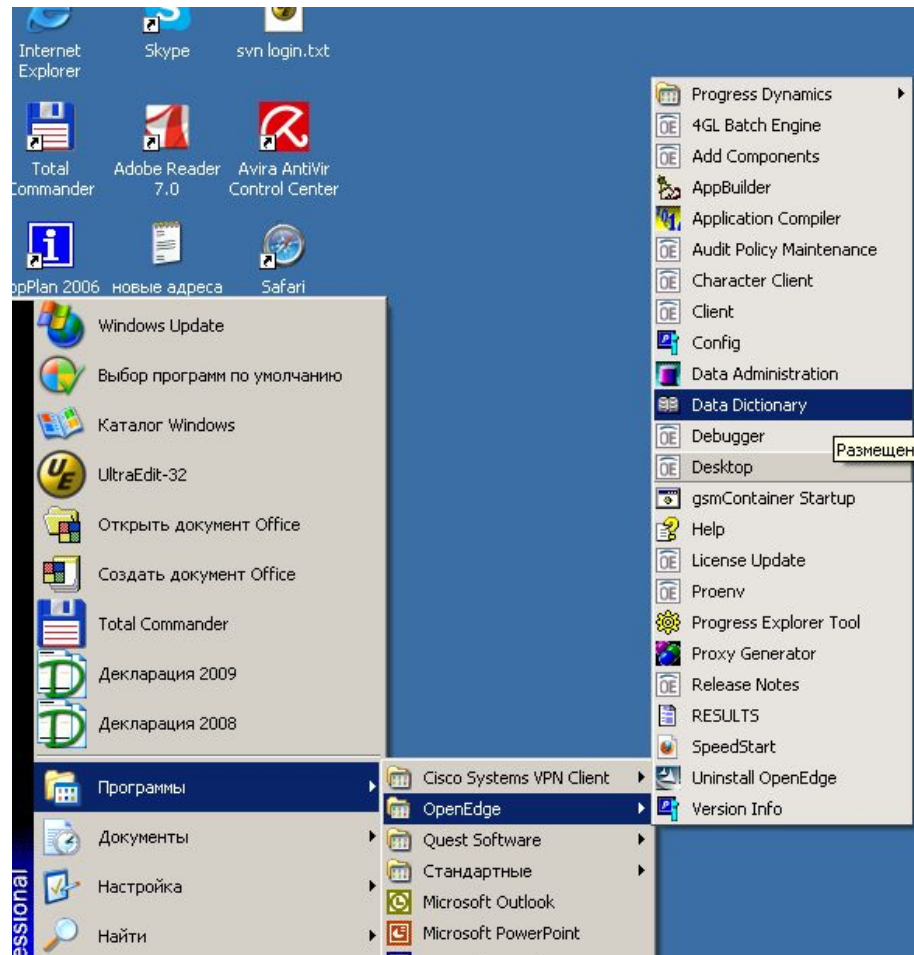 Internet
Explorer
Skype
svn login.txt
Total
Commander
Adobe Reader
7.0
Avira AntiVir
Control Center
opPlan 2006
новые адреса
Safari
Windows Update
Выбор программ по умолчанию
Каталог Windows
UltraEdit-32
Открыть документ Office
Создать документ Office
Total Commander
Декларация 2009
Декларация 2008
Программы
Документы
Настройка
Найти
essional
Cisco Systems VPN Client
OpenEdge
Quest Software
Стандартные
Microsoft Outlook
Microsoft PowerPoint
Progress Dynamics
4GL Batch Engine
Add Components
AppBuilder
Application Compiler
Audit Policy Maintenance
Character Client
Client
Config
Data Administration
Data Dictionary
Debugger
Размещен
Desktop
gsmContainer Startup
Help
License Update
Proenv
Progress Explorer Tool
Proxy Generator
Release Notes
RESULTS
SpeedStart
Uninstall OpenEdge
Version Info